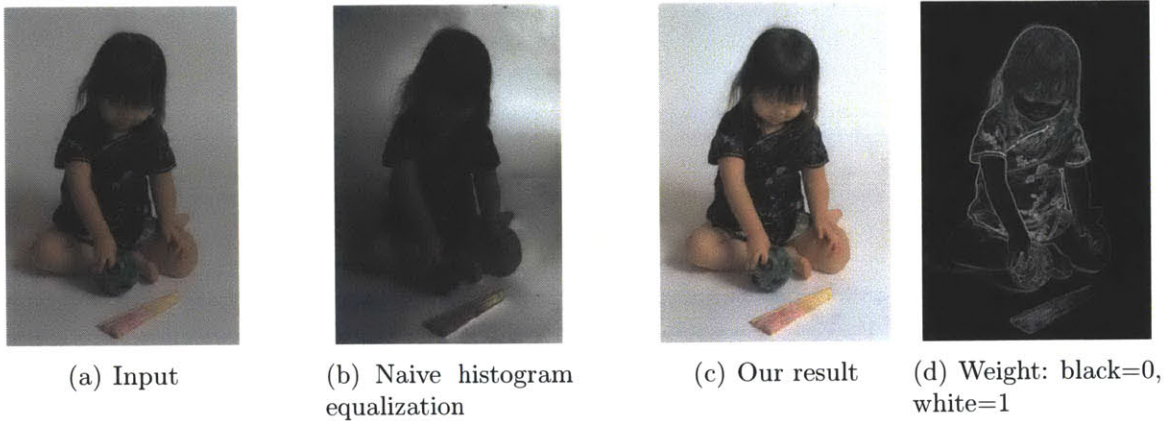 (a) Input
(b) Naive histogram
equalization
(c) Our result
(d) Weight: black=0,
white=1